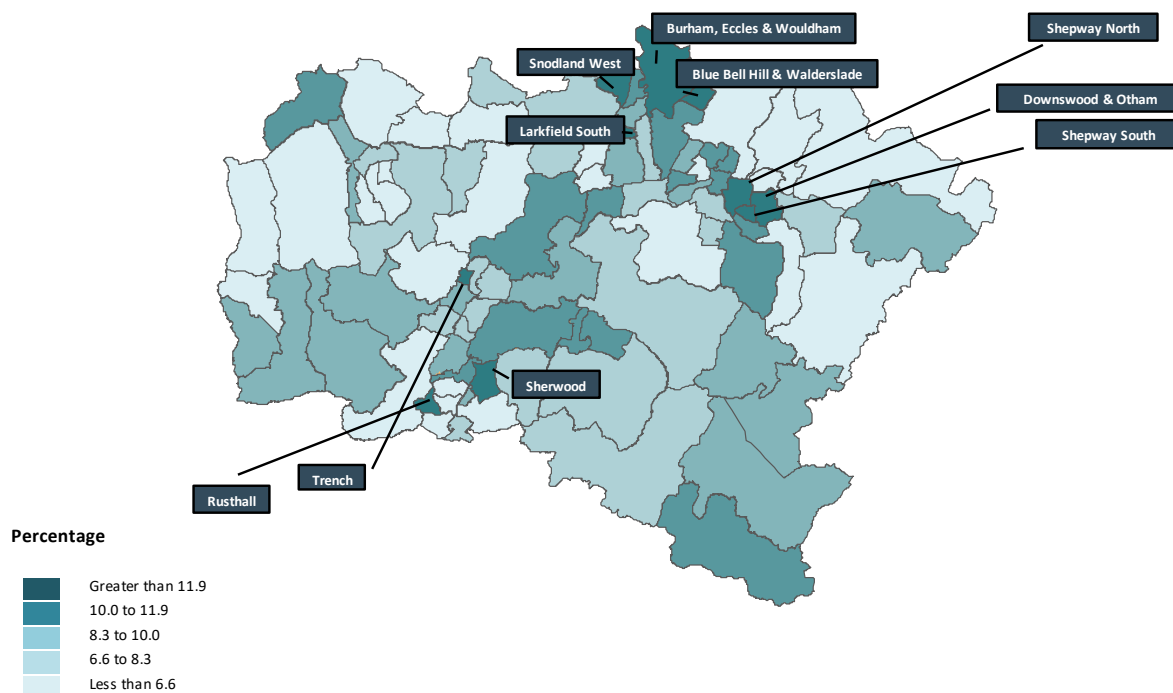 Burham, Eccles & Wouldham
Shepway North
Snodland West
Blue Bell Hill & Walderslade
Downswood & Otham
Larkfield South
Shepway South
Sherwood
Trench
Rusthall
Percentage
Greater than 11.9
10.0 to 11.9
8.3 to 10.0
6.6 to 8.3
Less than 6.6